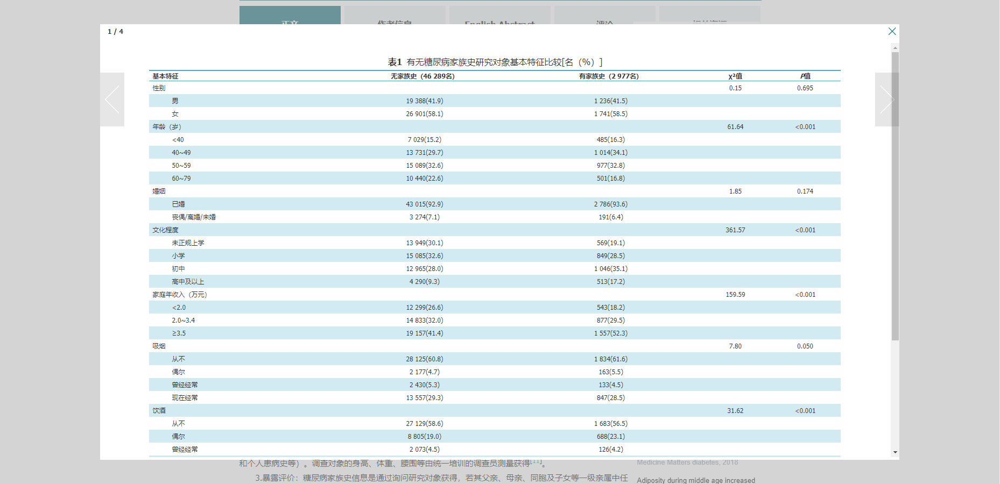 1 / 4
表1 有无糖尿病家族史研究对象基本特征比较[名（%）]
基本特征 无家族史（46 289名） 有家族史（2 977名） χ²值 P值
性别 0.15 0.695
男 19 388(41.9) 1 236(41.5)
女 26 901(58.1) 1 741(58.5)
年龄（岁） 61.64 <0.001
<40 7 029(15.2) 485(16.3)
40~49 13 731(29.7) 1 014(34.1)
50~59 15 089(32.6) 977(32.8)
60~79 10 440(22.6) 501(16.8)
婚姻 1.85 0.174
已婚 43 015(92.9) 2 786(93.6)
丧偶/离婚/未婚 3 274(7.1) 191(6.4)
文化程度 361.57 <0.001
未正规上学 13 949(30.1) 569(19.1)
小学 15 085(32.6) 849(28.5)
初中 12 965(28.0) 1 046(35.1)
高中及以上 4 290(9.3) 513(17.2)
家庭年收入（万元） 159.59 <0.001
<2.0 12 299(26.6) 543(18.2)
2.0~3.4 14 833(32.0) 877(29.5)
≥3.5 19 157(41.4) 1 557(52.3)
吸烟 7.80 0.050
从不 28 125(60.8) 1 834(61.6)
偶尔 2 177(4.7) 163(5.5)
曾经经常 2 430(5.3) 133(4.5)
现在经常 13 557(29.3) 847(28.5)
饮酒 31.62 <0.001
从不 27 129(58.6) 1 683(56.5)
偶尔 8 805(19.0) 688(23.1)
曾经经常 2 073(4.5) 126(4.2)
和个人患病史等）。调查对象的身高、体重、腰围等由统一培训的调查员测量获得[11]。
3.暴露评价：糖尿病家族史信息是通过询问研究对象获得，若其父亲、母亲、同胞及子女等一级亲属中任
Medicine Matters diabetes, 2018
Adiposity during middle age increased